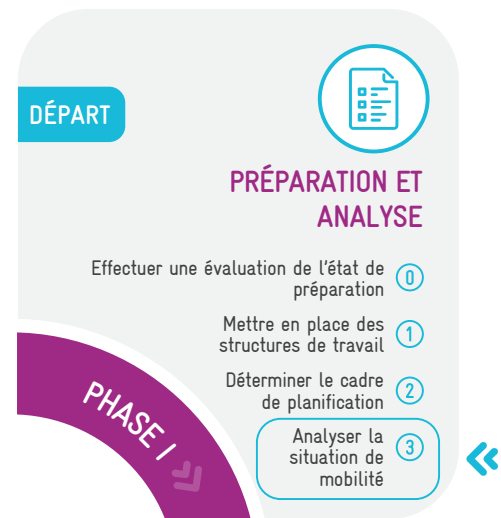 DÉPART
PRÉPARATION ET
ANALYSE
Effectuer une évaluation de l'état de
préparation
0
Mettre en place des
structures de travail
1
Déterminer le cadre
de planification
2
Analyser la
situation de
mobilité
3
PHASE I